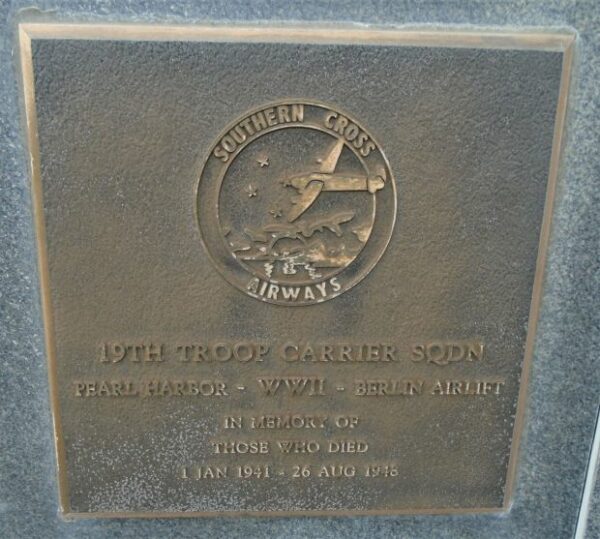 SOUTHERN CROSS
AIRWAYS
19TH TROOP CARRIER SQDN
PEARL HARBOR - WWII - BERLIN AIRLIFT
IN MEMORY OF
THOSE WHO DIED
1 JAN 1941 - 26 AUG 1948